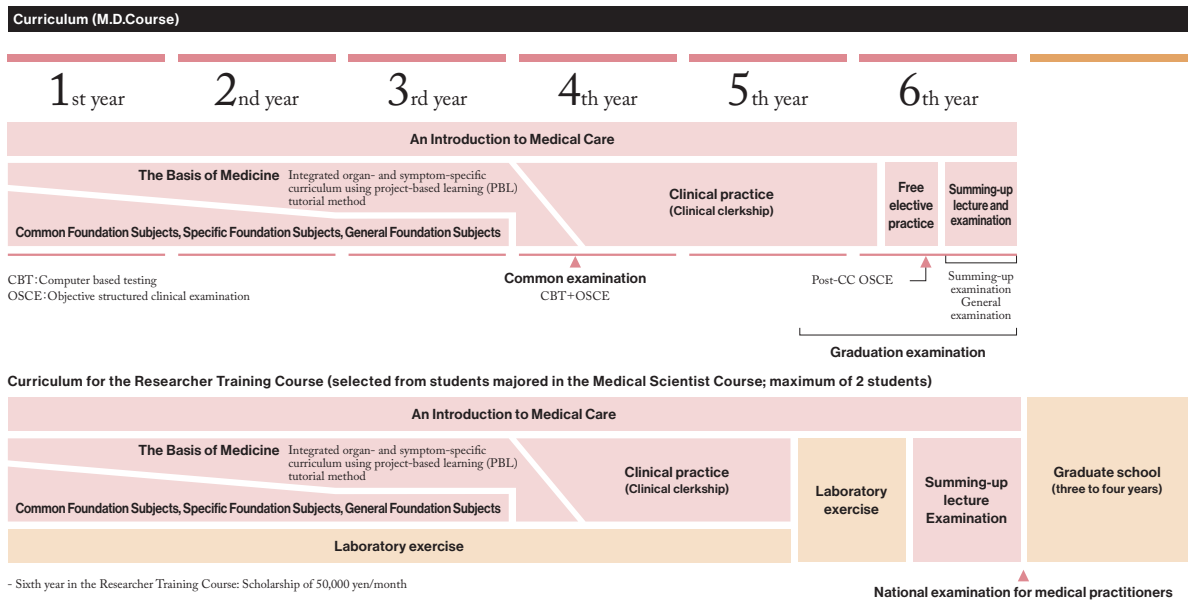 Curriculum (M.D.Course)
1st year
2nd year
3rd year
4th year
5th year
6th year
An Introduction to Medical Care
The Basis of Medicine
Integrated organ- and symptom-specific
curriculum using project-based learning (PBL)
tutorial method
Common Foundation Subjects, Specific Foundation Subjects, General Foundation Subjects
Clinical practice
(Clinical clerkship)
Free
elective
practice
Summing-up
lecture and
examination
CBT:Computer based testing
OSCE:Objective structured clinical examination
Common examination
CBT+OSCE
Post-CC OSCE
Summing-up
examination
General
examination
Graduation examination
Curriculum for the Researcher Training Course (selected from students majored in the Medical Scientist Course; maximum of 2 students)
An Introduction to Medical Care
The Basis of Medicine
Integrated organ- and symptom-specific
curriculum using project-based learning (PBL)
tutorial method
Common Foundation Subjects, Specific Foundation Subjects, General Foundation Subjects
Clinical practice
(Clinical clerkship)
Laboratory
exercise
Summing-up
lecture
Examination
Graduate school
(three to four years)
Laboratory exercise
- Sixth year in the Researcher Training Course: Scholarship of 50,000 yen/month
National examination for medical practitioners